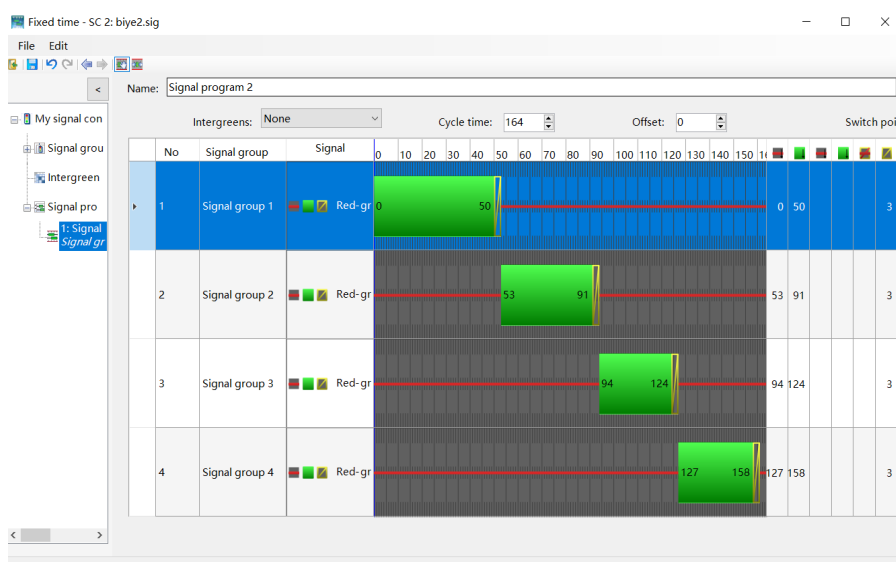 Fixed time - SC 2: biye2.sig
File Edit
< Name: Signal program 2
My signal con
Signal grou
Intergreen
Signal pro
1: Signal
Signal gr
Intergreens: None Cycle time: 164 Offset: 0 Switch poi
No Signal group Signal 0 10 20 30 40 50 60 70 80 90 100 110 120 130 140 150 16
1 Signal group 1 Red-gr 0 50 0 50 3
2 Signal group 2 Red-gr 53 91 53 91 3
3 Signal group 3 Red-gr 94 124 94 124 3
4 Signal group 4 Red-gr 127 158 127 158 3